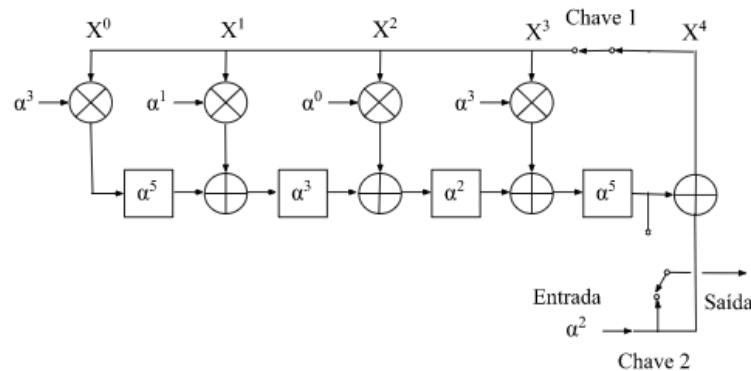 Chave 1
X⁰ X¹ X² X³ X⁴
α³ α¹ α⁰ α³
α⁵ α³ α² α⁵
Entrada Saída
α²
Chave 2